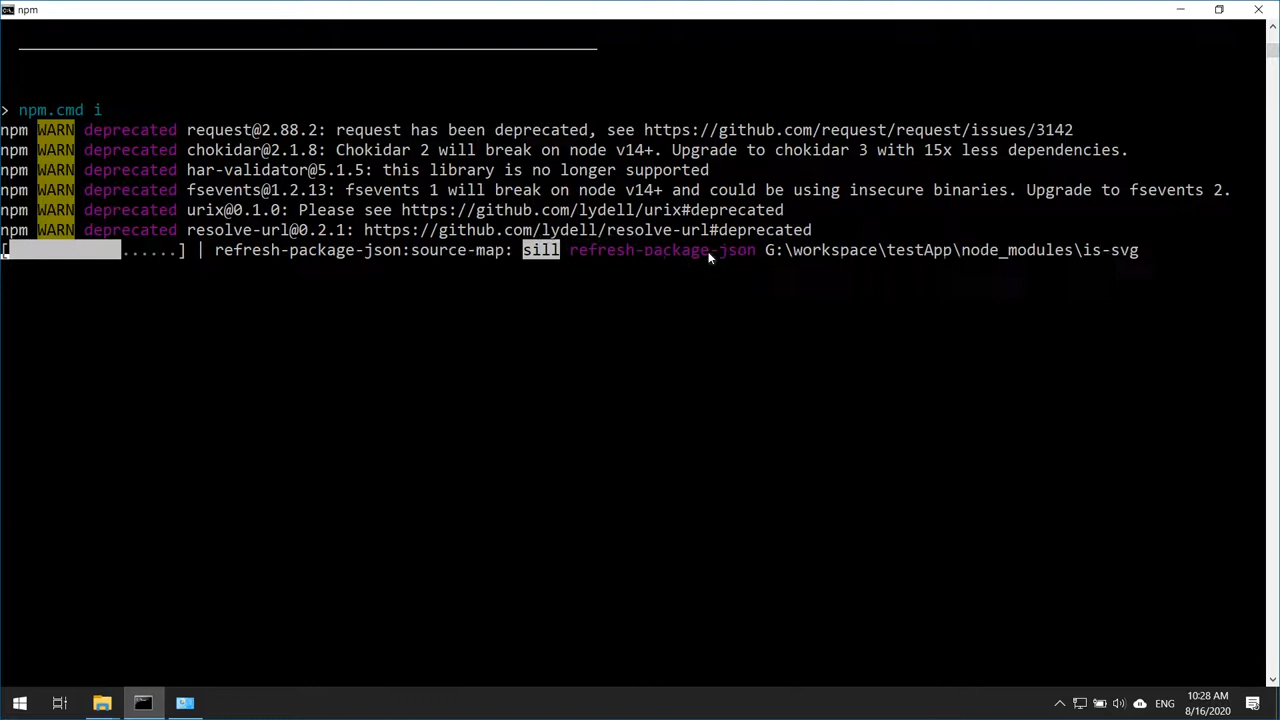 npm
> npm.cmd i
npm WARN deprecated request@2.88.2: request has been deprecated, see https://github.com/request/request/issues/3142
npm WARN deprecated chokidar@2.1.8: Chokidar 2 will break on node v14+. Upgrade to chokidar 3 with 15x less dependencies.
npm WARN deprecated har-validator@5.1.5: this library is no longer supported
npm WARN deprecated fsevents@1.2.13: fsevents 1 will break on node v14+ and could be using insecure binaries. Upgrade to fsevents 2.
npm WARN deprecated urix@0.1.0: Please see https://github.com/lydell/urix#deprecated
npm WARN deprecated resolve-url@0.2.1: https://github.com/lydell/resolve-url#deprecated
[......] | refresh-package-json:source-map: sill refresh-package-json G:\workspace\testApp\node_modules\is-svg
ENG
10:28 AM
8/16/2020